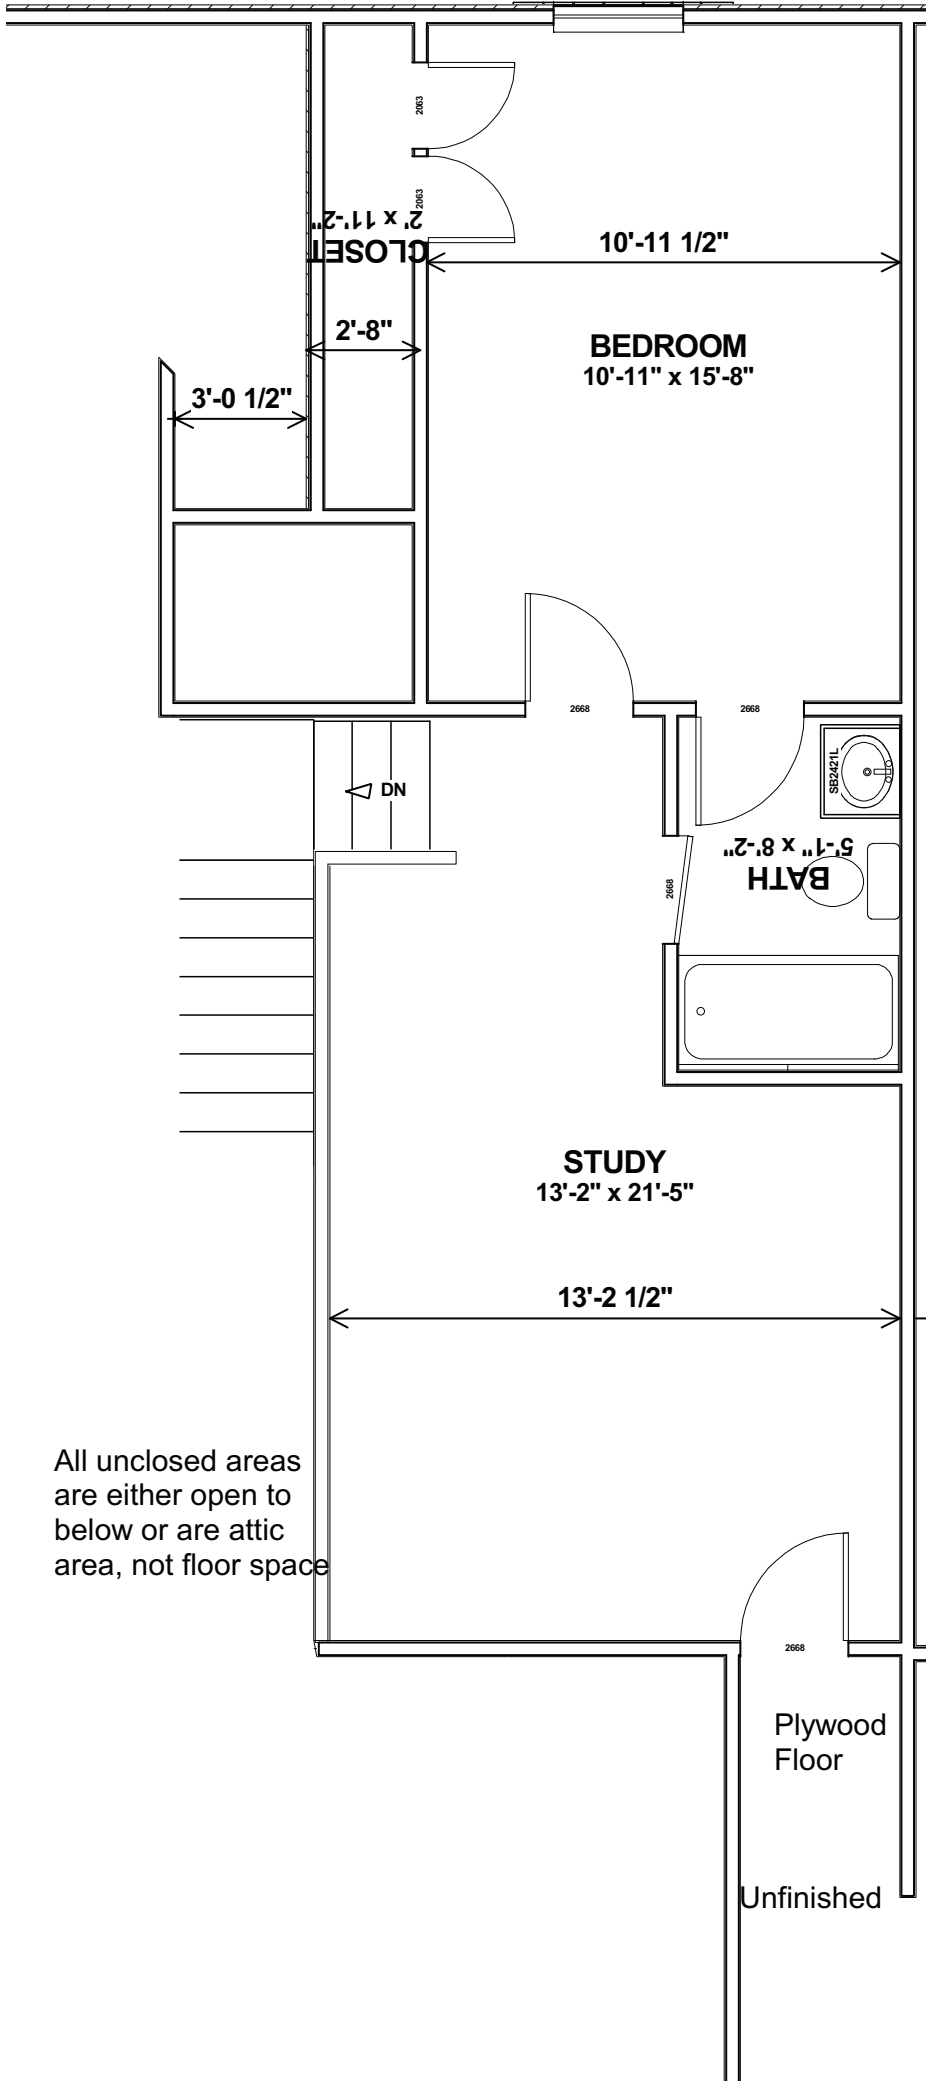 2063
2063
CLOSET
2' x 11'-2"
10'-11 1/2"
2'-8"
BEDROOM
10'-11" x 15'-8"
3'-0 1/2"
2668
2668
DN
SB2421L
BATH
5'-1" x 8'-2"
2668
STUDY
13'-2" x 21'-5"
13'-2 1/2"
All unclosed areas
are either open to
below or are attic
area, not floor space
2668
Plywood
Floor
Unfinished